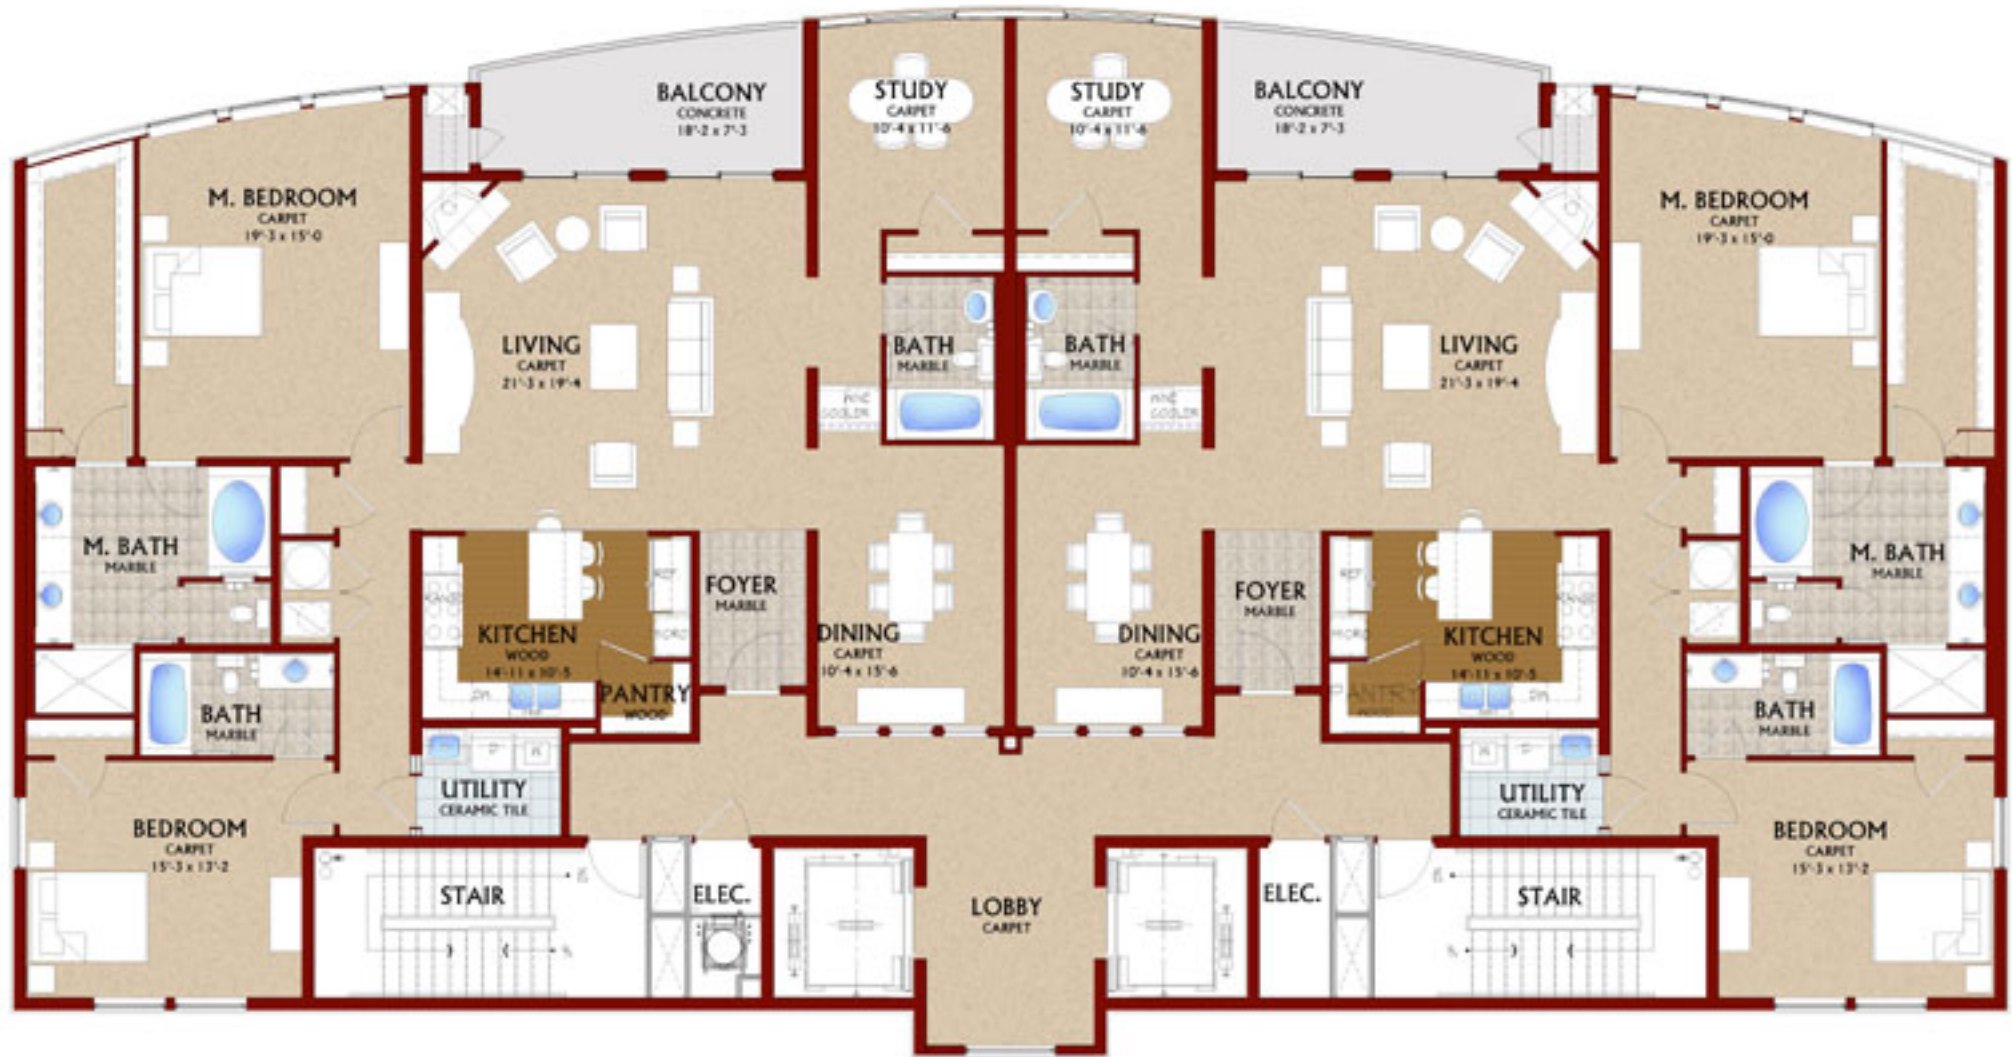 BALCONY
CONCRETE
18'-2 x 7'-3
STUDY
CARPET
10'-4 x 11'-6
STUDY
CARPET
10'-4 x 11'-6
BALCONY
CONCRETE
18'-2 x 7'-3
M. BEDROOM
CARPET
19'-3 x 15'-0
M. BEDROOM
CARPET
19'-3 x 15'-0
LIVING
CARPET
21'-3 x 19'-4
BATH
MARBLE
BATH
MARBLE
LIVING
CARPET
21'-3 x 19'-4
COOLER
COOLER
M. BATH
MARBLE
KITCHEN
WOOD
14'-11 x 10'-5
REF
FOYER
MARBLE
DINING
CARPET
10'-4 x 15'-6
DINING
CARPET
10'-4 x 15'-6
FOYER
MARBLE
REF
KITCHEN
WOOD
14'-11 x 10'-5
M. BATH
MARBLE
PANTRY
WOOD
PANTRY
WOOD
BATH
MARBLE
BATH
MARBLE
UTILITY
CERAMIC TILE
UTILITY
CERAMIC TILE
BEDROOM
CARPET
15'-3 x 13'-2
BEDROOM
CARPET
15'-3 x 13'-2
STAIR
ELEC.
LOBBY
CARPET
ELEC.
STAIR